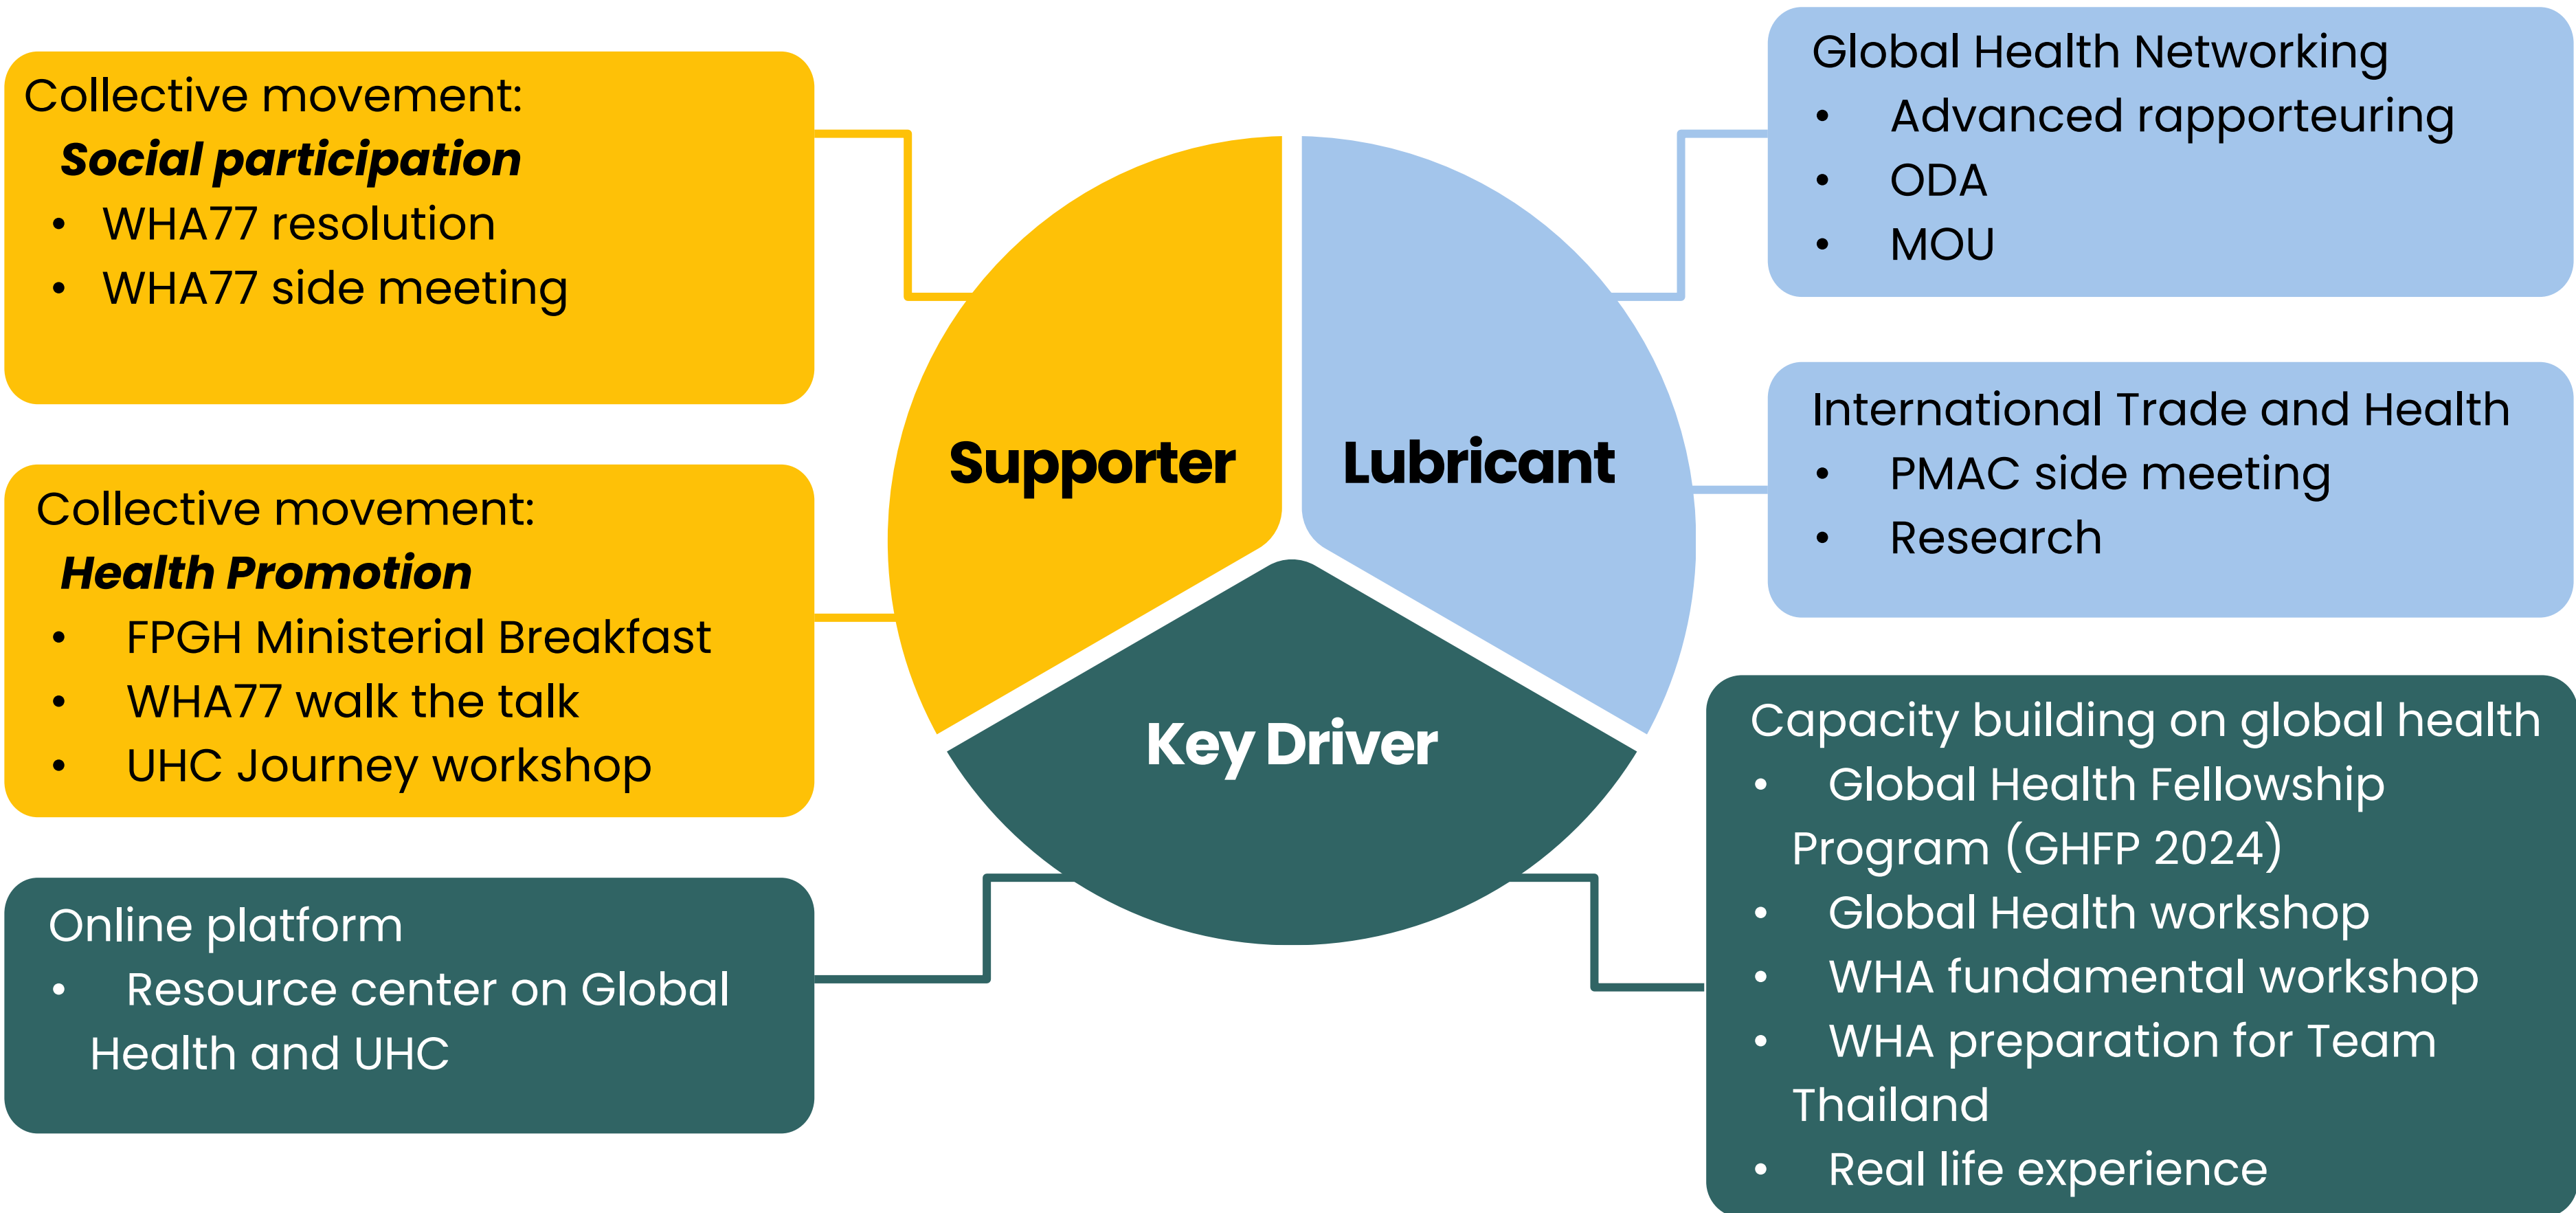 Collective movement:
Social participation
• WHA77 resolution
• WHA77 side meeting
Collective movement:
Health Promotion
• FPGH Ministerial Breakfast
• WHA77 walk the talk
• UHC Journey workshop
Online platform
• Resource center on Global
Health and UHC
Supporter
Lubricant
Key Driver
Global Health Networking
• Advanced rapporteuring
• ODA
• MOU
International Trade and Health
• PMAC side meeting
• Research
Capacity building on global health
• Global Health Fellowship
Program (GHFP 2024)
• Global Health workshop
• WHA fundamental workshop
• WHA preparation for Team
Thailand
• Real life experience